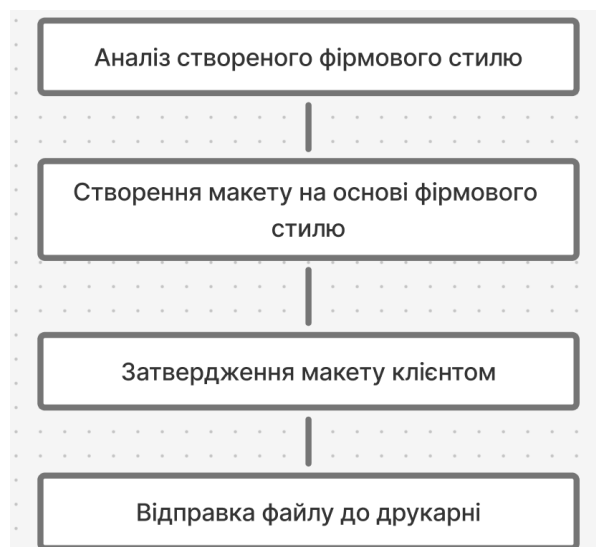 Аналіз створеного фірмового стилю
Створення макету на основі фірмового
стилю
Затвердження макету клієнтом
Відправка файлу до друкарні